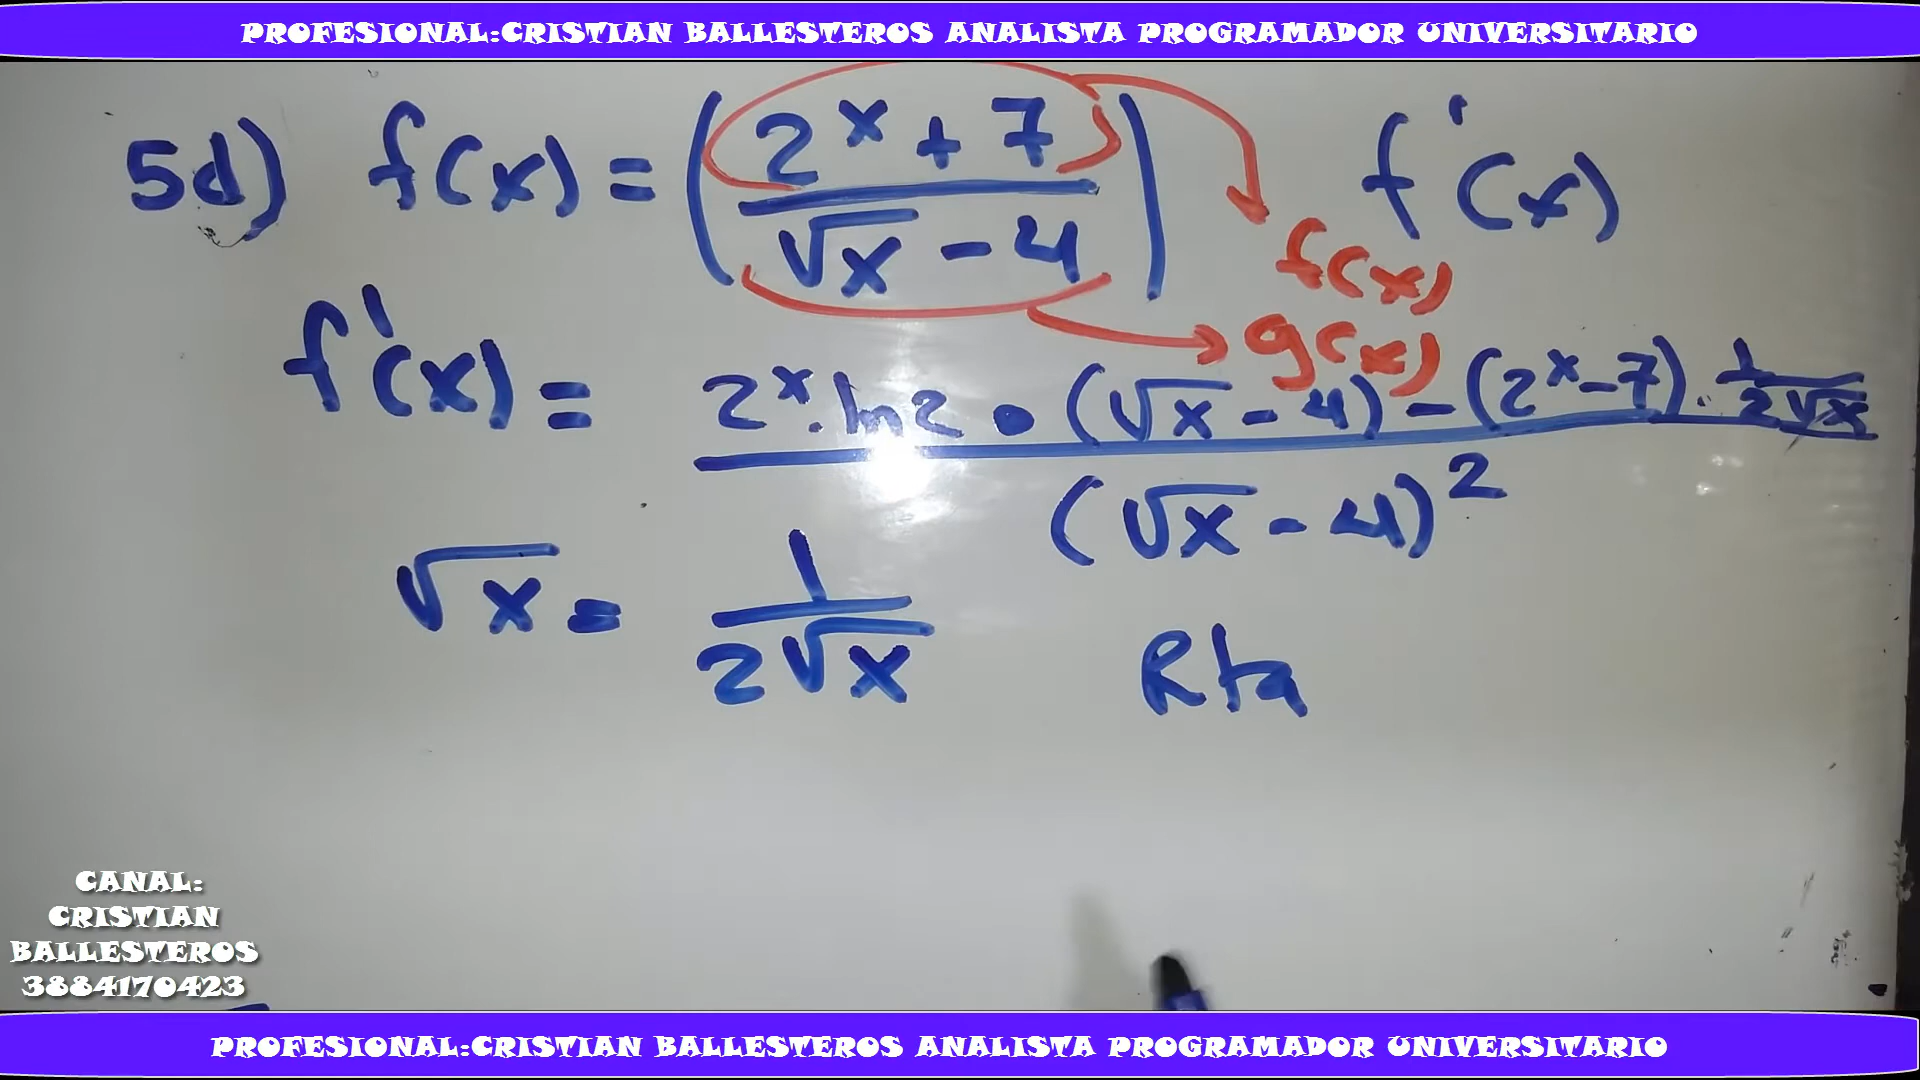 PROFESIONAL:CRISTIAN BALLESTEROS ANALISTA PROGRAMADOR UNIVERSITARIO
5d) f(x) = ( (2^x + 7) / (√x - 4) ) f'(x)
f(x)
g(x)
f'(x) = (2^x . ln2 • (√x - 4) - (2^x - 7) . 1/(2√x)) / (√x - 4)^2
√x = 1/(2√x) Rta
CANAL:
CRISTIAN
BALLESTEROS
3884170423
PROFESIONAL:CRISTIAN BALLESTEROS ANALISTA PROGRAMADOR UNIVERSITARIO